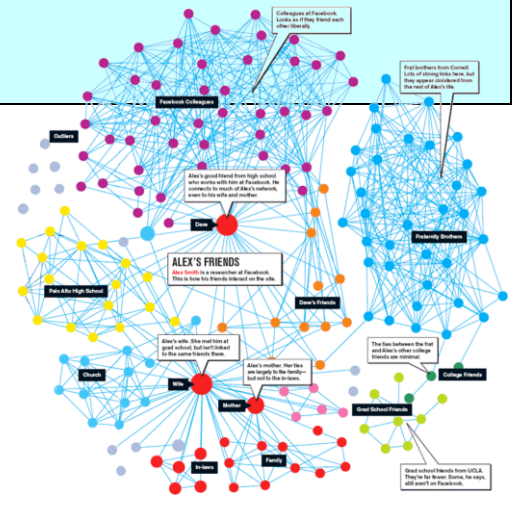 Colleagues at Facebook.
Looks as if they friend each
other liberally.
Frat brothers from Cornell.
Lots of strong links here, but
they appear cloistered from
the rest of Alex's life.
Facebook Colleagues
Outliers
Alex's good friend from high school
who works with him at Facebook. He
connects to much of Alex's network,
even to his wife and mother.
Dave
Fraternity Brothers
ALEX'S FRIENDS
Alex Smith is a researcher at Facebook.
This is how his friends interact on the site.
Palo Alto High School
Dave's Friends
Alex's wife. She met him at
grad school, but isn't linked
to the same friends there.
The ties between the frat
and Alex's other college
friends are minimal.
Alex's mother. Her ties
are largely to the family—
but not to the in-laws.
Church
College Friends
Wife
Mother
Grad School Friends
In-laws
Family
Grad school friends from UCLA.
They're far fewer. Some, he says,
still aren't on Facebook.